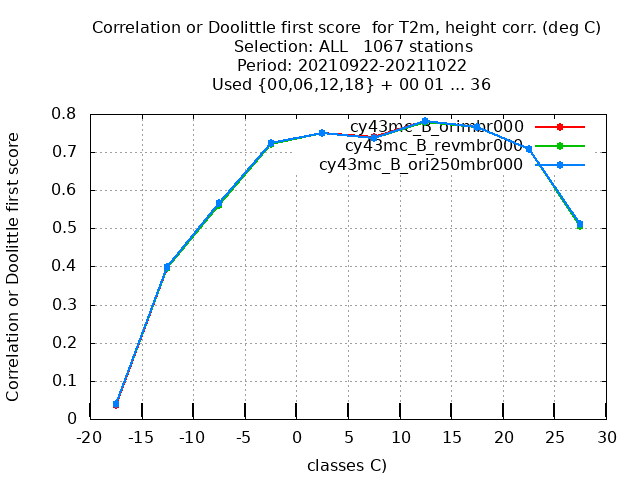 Correlation or Doolittle first score  for T2m, height corr. (deg C)
Selection: ALL   1067 stations
Period: 20210922-20211022
Used {00,06,12,18} + 00 01 ... 36
Correlation or Doolittle first score
0.8
0.7
0.6
0.5
0.4
0.3
0.2
0.1
0
cy43mc_B_orimbr000
cy43mc_B_revmbr000
cy43mc_B_ori250mbr000
-20 -15 -10 -5 0 5 10 15 20 25 30
classes C)